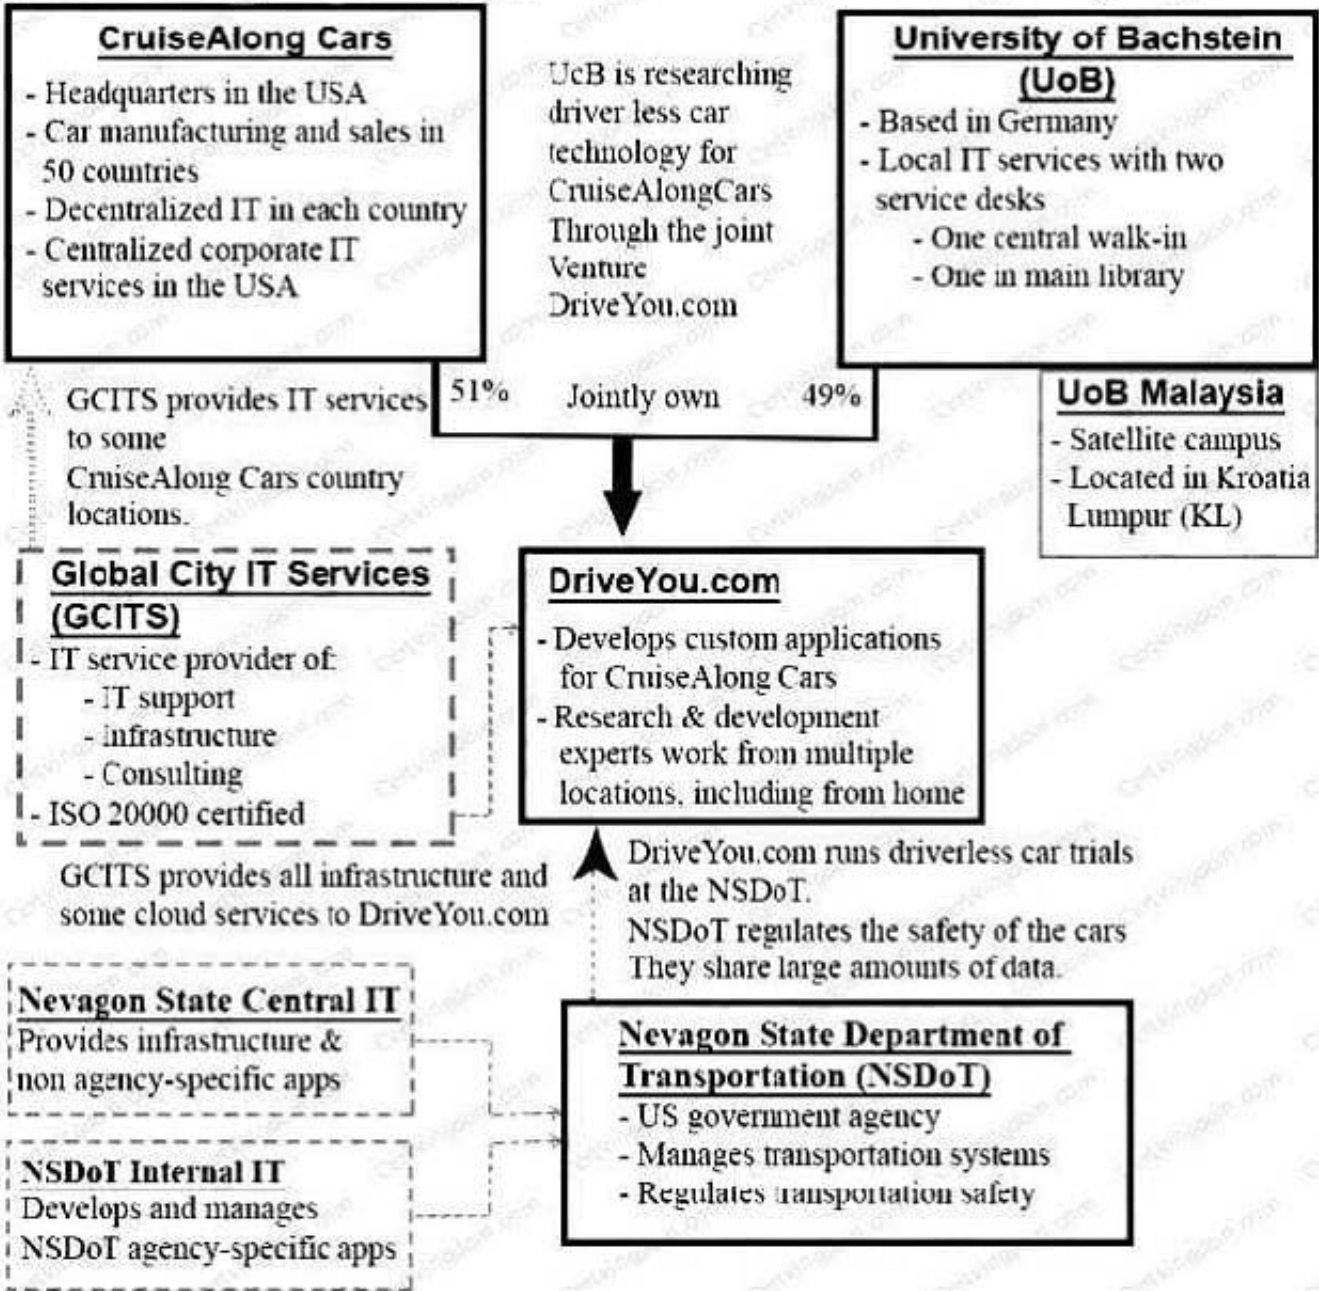 CruiseAlong Cars
- Headquarters in the USA
- Car manufacturing and sales in
50 countries
- Decentralized IT in each country
- Centralized corporate IT
services in the USA
UcB is researching
driver less car
technology for
CruiseAlongCars
Through the joint
Venture
DriveYou.com
University of Bachstein
(UoB)
- Based in Germany
- Local IT services with two
service desks
- One central walk-in
- One in main library
51% Jointly own 49%
UoB Malaysia
- Satellite campus
- Located in Kroatia
Lumpur (KL)
GCITS provides IT services
to some
CruiseAlong Cars country
locations.
Global City IT Services
(GCITS)
- IT service provider of:
- IT support
- Infrastructure
- Consulting
- ISO 20000 certified
DriveYou.com
- Develops custom applications
for CruiseAlong Cars
- Research & development
experts work from multiple
locations, including from home
GCITS provides all infrastructure and
some cloud services to DriveYou.com
DriveYou.com runs driverless car trials
at the NSDoT.
NSDoT regulates the safety of the cars
They share large amounts of data.
Nevagon State Central IT
Provides infrastructure &
non agency-specific apps
NSDoT Internal IT
Develops and manages
NSDoT agency-specific apps
Nevagon State Department of
Transportation (NSDoT)
- US government agency
- Manages transportation systems
- Regulates transportation safety